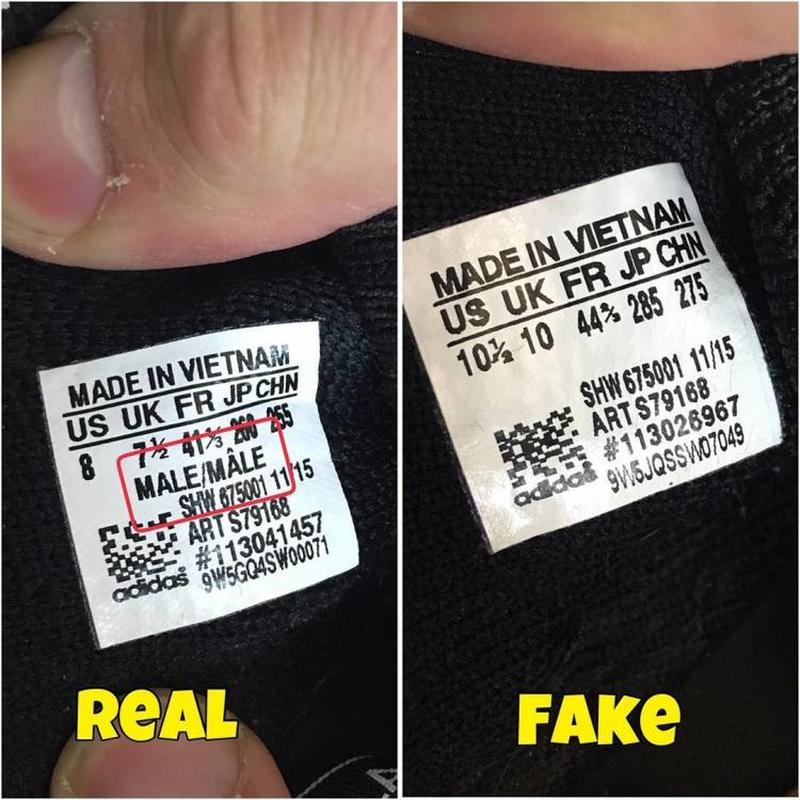 MADE IN VIETNAM
US UK FR JP CHN
8 7½ 41⅓ 260 255
MALE/MÂLE
SHW 675001 11/15
ART S79168
#113041457
9W5GQ4SW00071
adidas
REAL
MADE IN VIETNAM
US UK FR JP CHN
10½ 10 44⅔ 285 275
SHW 675001 11/15
ART S79168
#113026967
9W5JQSSW07049
adidas
FAKE